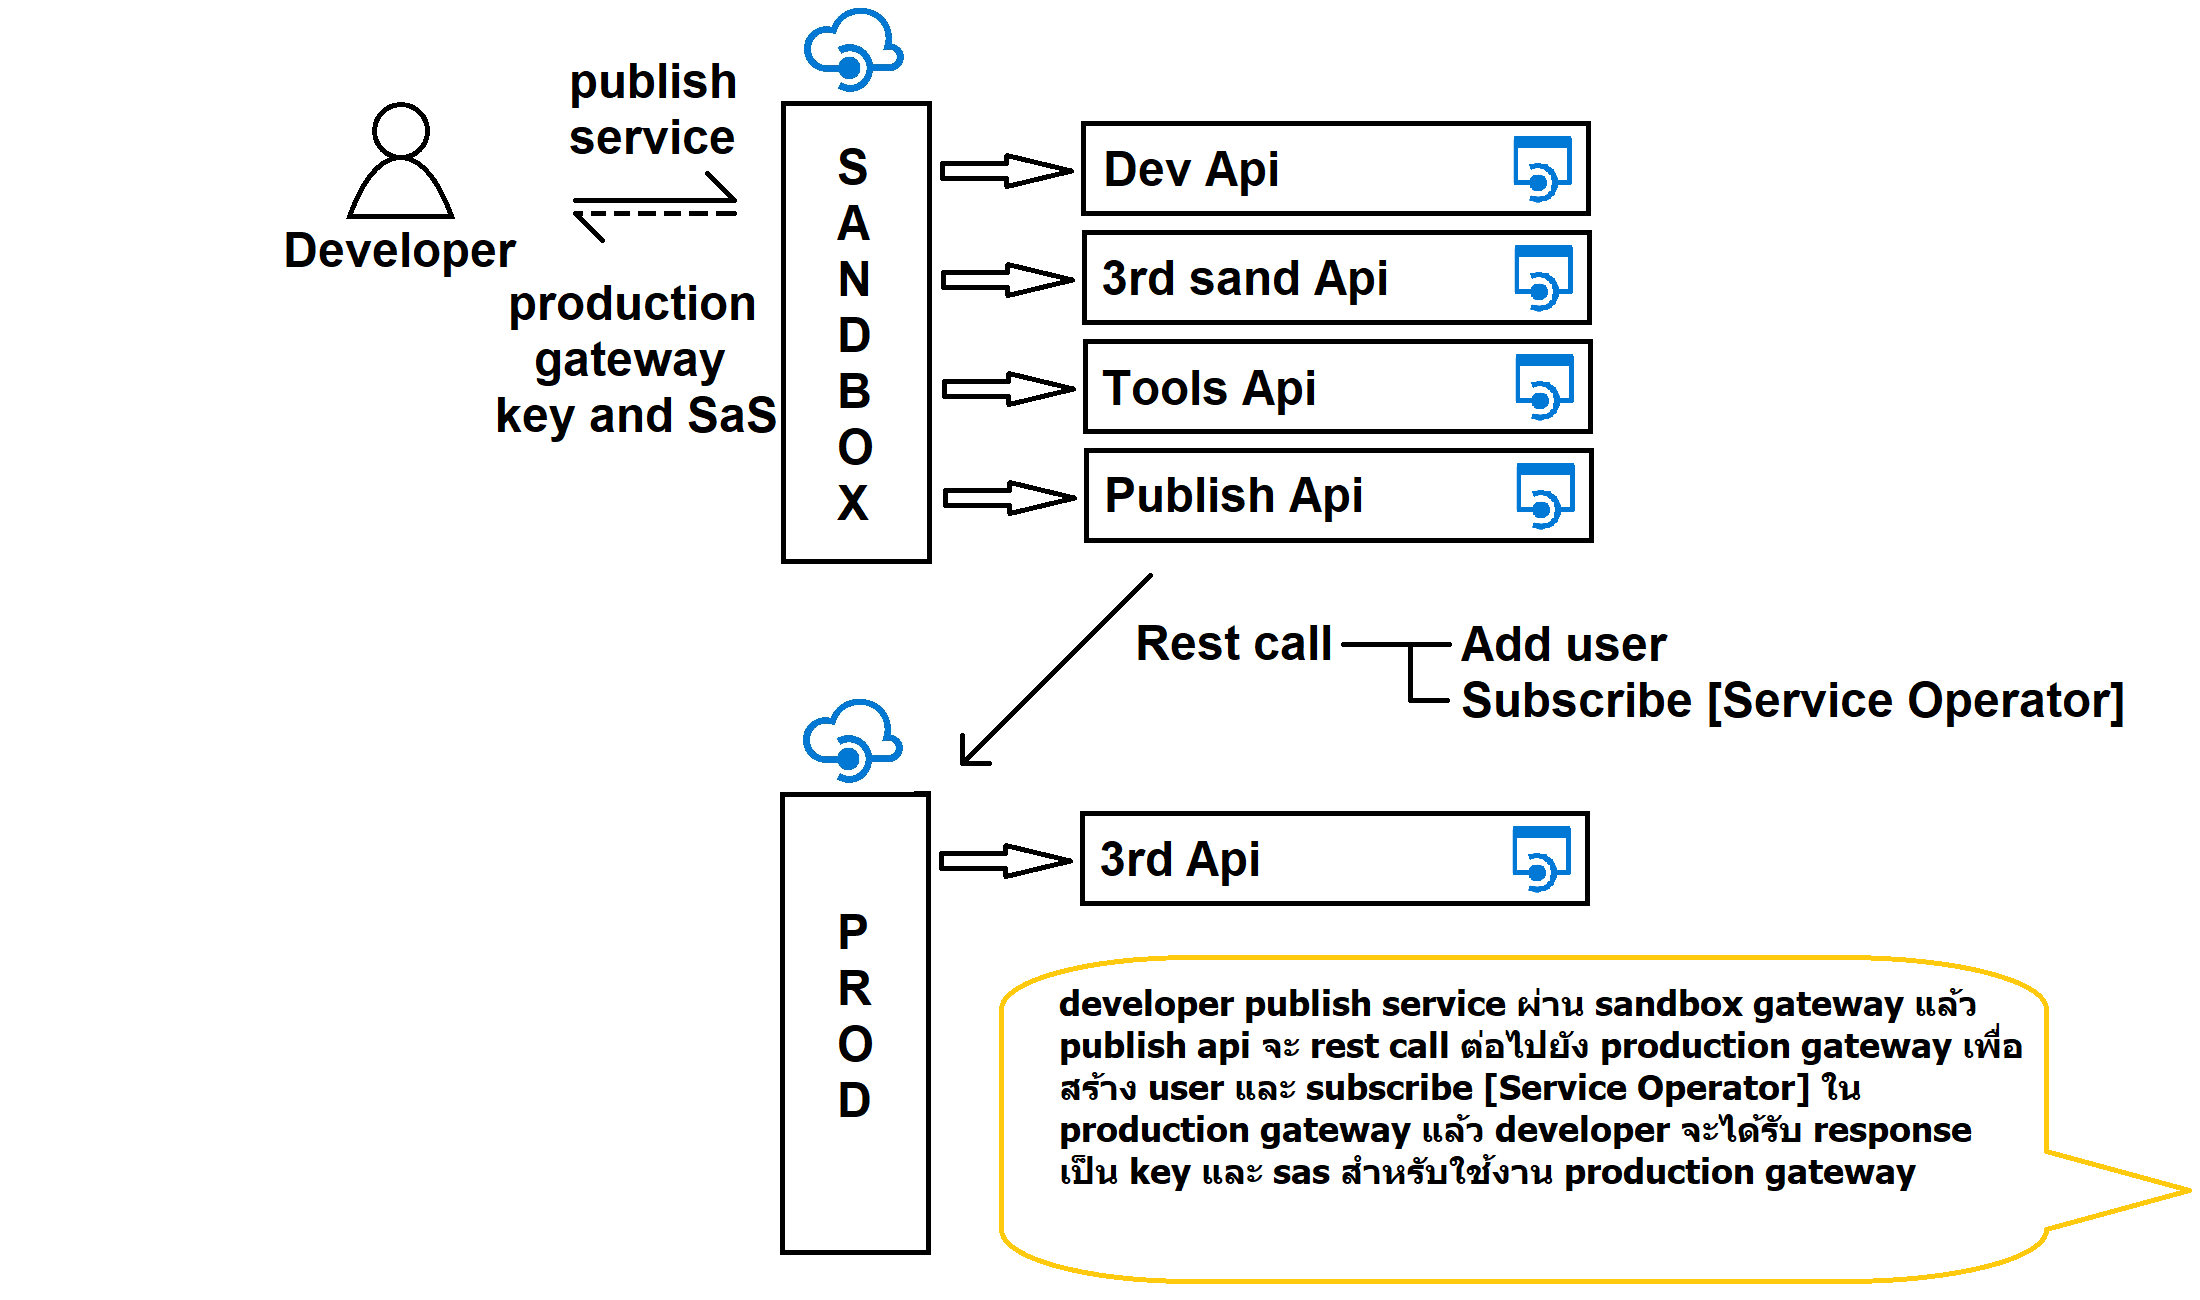 publish
service
Developer
production
gateway
key and SaS
S
A
N
D
B
O
X
Dev Api
3rd sand Api
Tools Api
Publish Api
Rest call
Add user
Subscribe [Service Operator]
P
R
O
D
3rd Api
developer publish service ผ่าน sandbox gateway แล้ว
publish api จะ rest call ต่อไปยัง production gateway เพื่อ
สร้าง user และ subscribe [Service Operator] ใน
production gateway แล้ว developer จะได้รับ response
เป็น key และ sas สำหรับใช้งาน production gateway